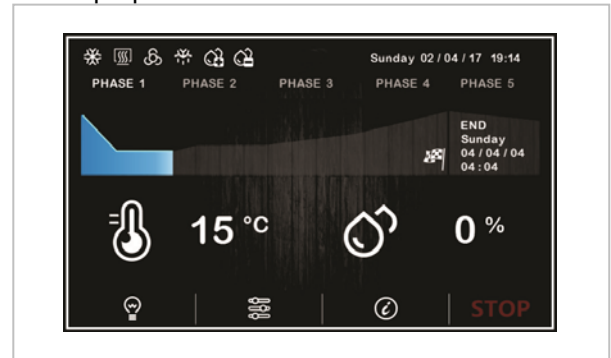 Sunday 02 / 04 / 17 19:14
PHASE 1 PHASE 2 PHASE 3 PHASE 4 PHASE 5
END
Sunday
04 / 04 / 04
04 : 04
15 °C 0 %
i STOP